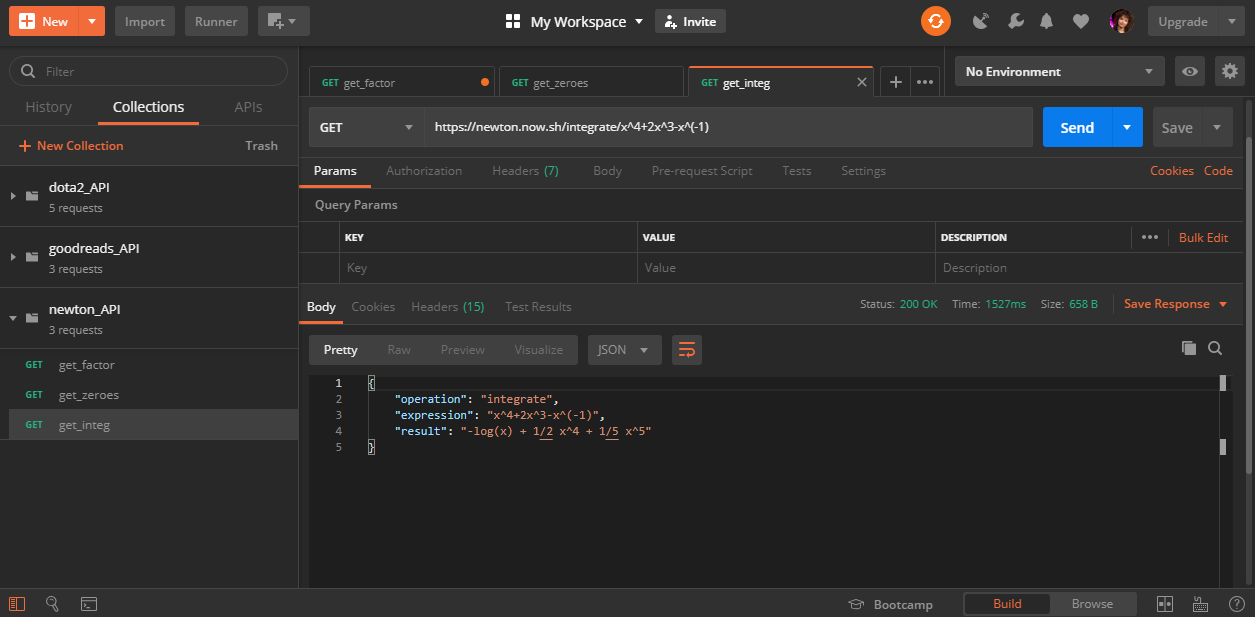 New Import Runner My Workspace Invite Upgrade
Filter
History Collections APIs
New Collection Trash
dota2_API
5 requests
goodreads_API
3 requests
newton_API
3 requests
GET get_factor
GET get_zeroes
GET get_integ
GET get_factor GET get_zeroes GET get_integ No Environment
GET https://newton.now.sh/integrate/x^4+2x^3-x^(-1) Send Save
Params Authorization Headers (7) Body Pre-request Script Tests Settings Cookies Code
Query Params
KEY VALUE DESCRIPTION Bulk Edit
Key Value Description
Body Cookies Headers (15) Test Results Status: 200 OK Time: 1527ms Size: 658 B Save Response
Pretty Raw Preview Visualize JSON
1 {
2 "operation": "integrate",
3 "expression": "x^4+2x^3-x^(-1)",
4 "result": "-log(x) + 1/2 x^4 + 1/5 x^5"
5 }
Bootcamp Build Browse